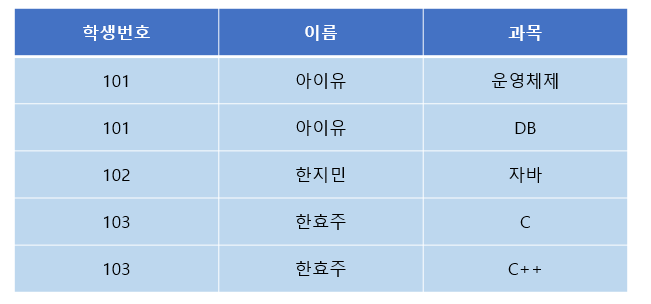 학생번호 이름 과목
101 아이유 운영체제
101 아이유 DB
102 한지민 자바
103 한효주 C
103 한효주 C++